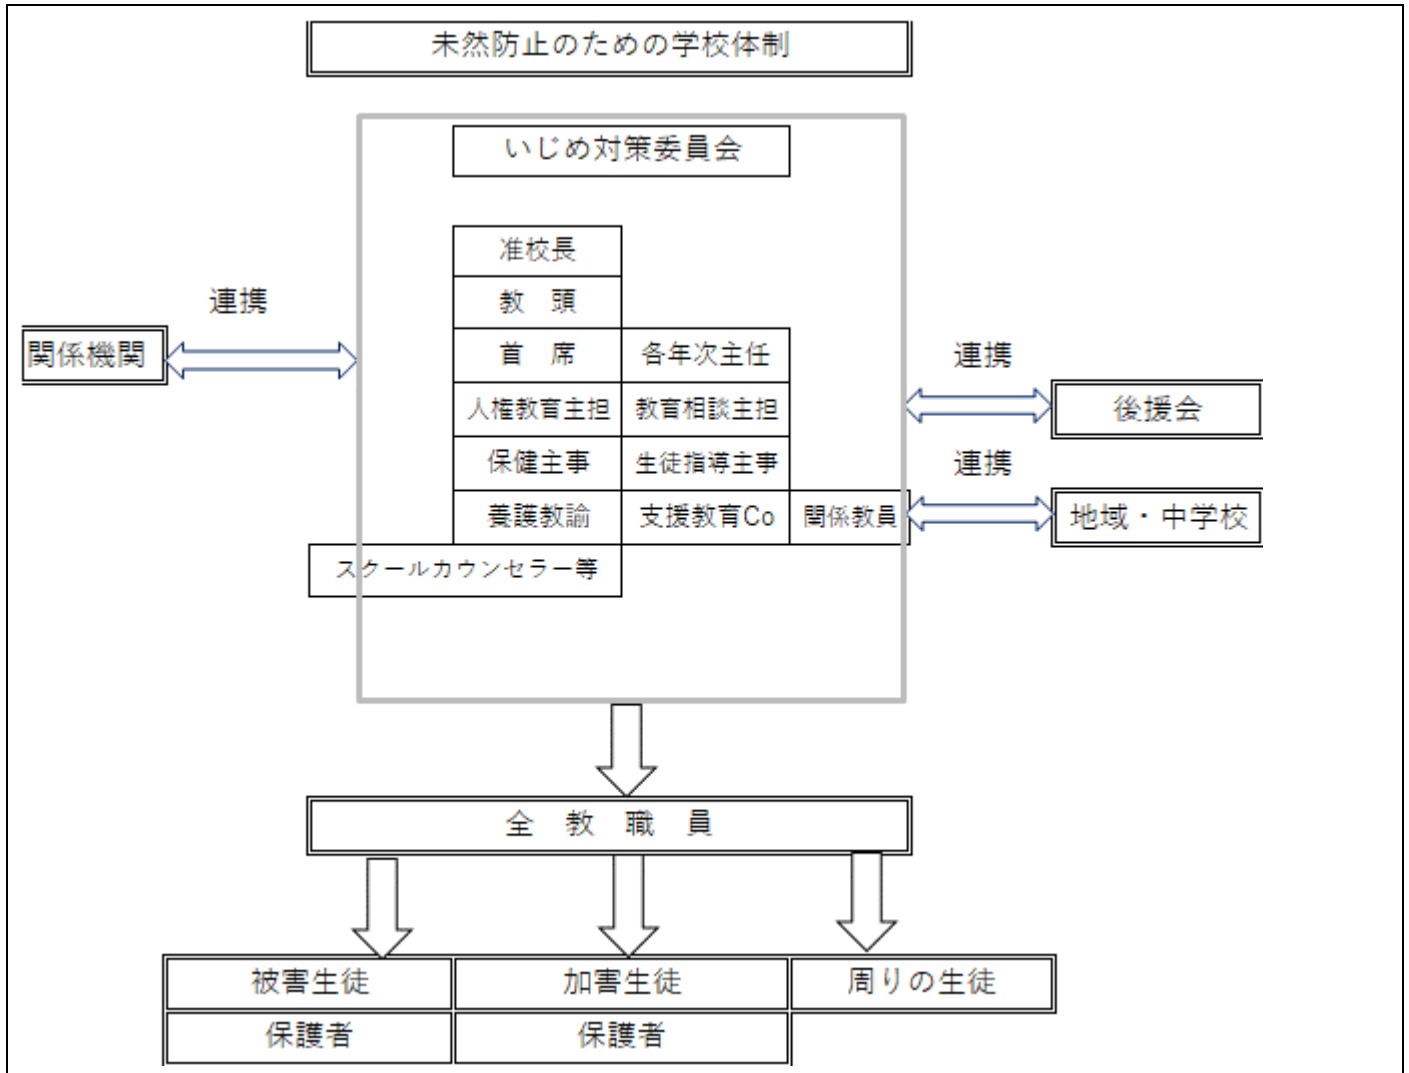 未然防止のための学校体制
いじめ対策委員会
准校長
教　頭
連携
関係機関
首　席
各年次主任
連携
人権教育主担
教育相談主担
後援会
保健主事
生徒指導主事
連携
養護教諭
支援教育Co
関係教員
地域・中学校
スクールカウンセラー等
全　教　職　員
被害生徒
加害生徒
周りの生徒
保護者
保護者